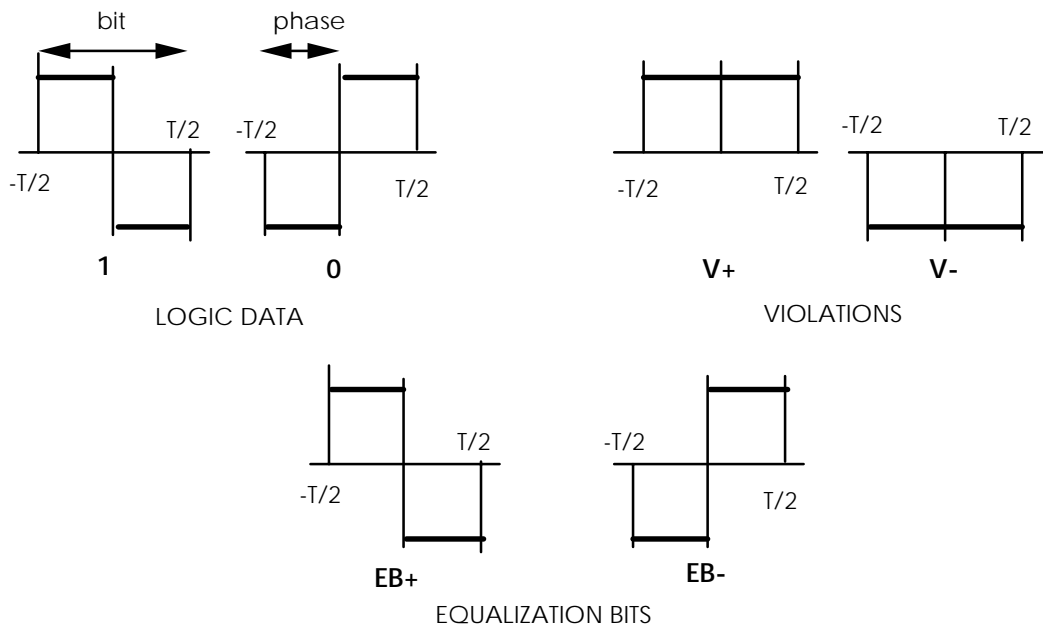 bit
phase
T/2
-T/2
-T/2
T/2
1
0
LOGIC DATA
-T/2
T/2
-T/2
T/2
V+
V-
VIOLATIONS
T/2
-T/2
-T/2
T/2
EB+
EB-
EQUALIZATION BITS